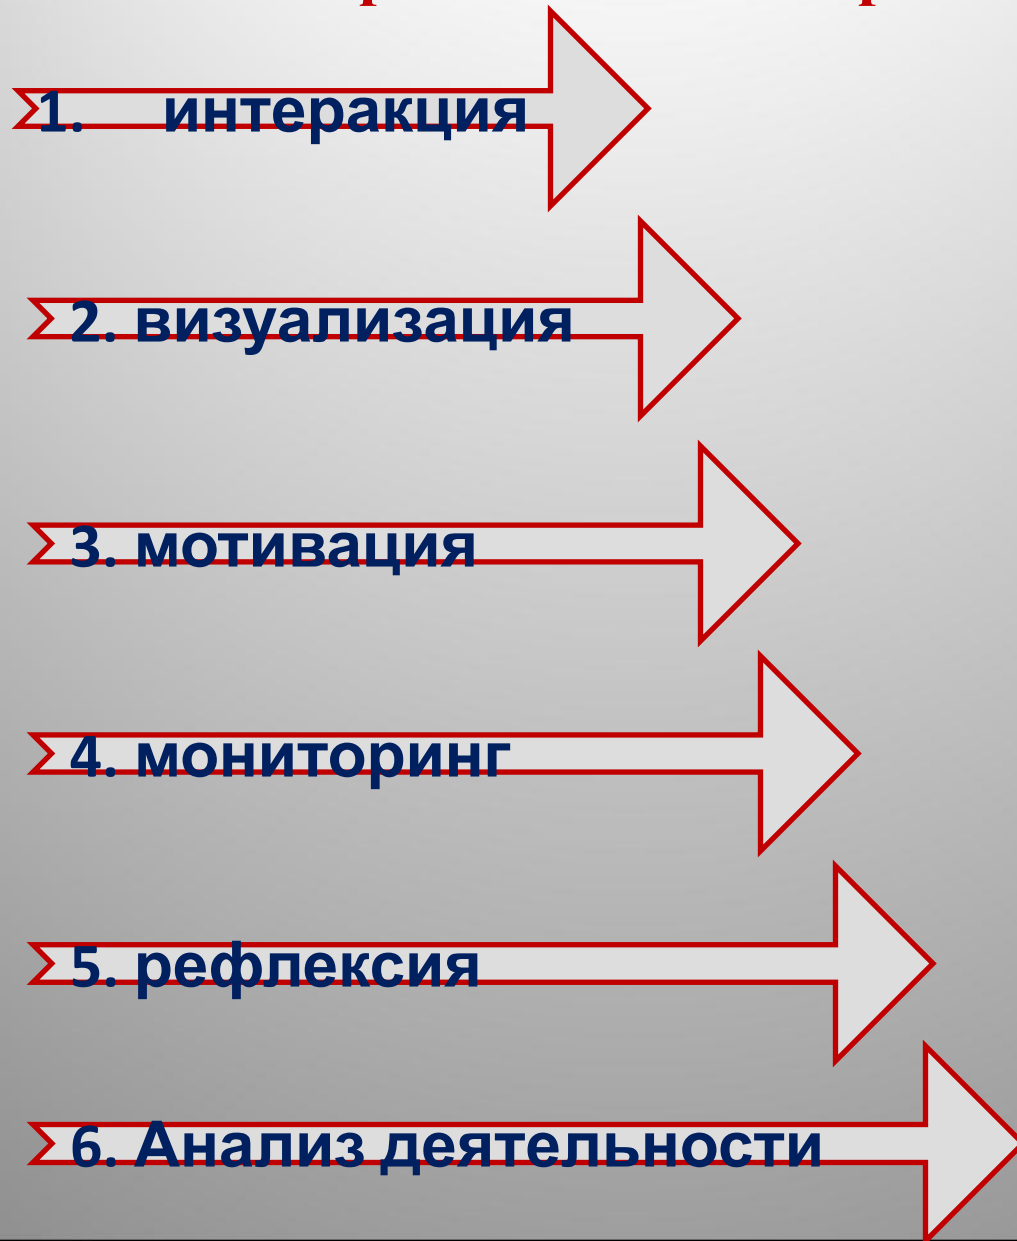 1. интеракция
2. визуализация
3. мотивация
4. мониторинг
5. рефлексия
6. Анализ деятельности